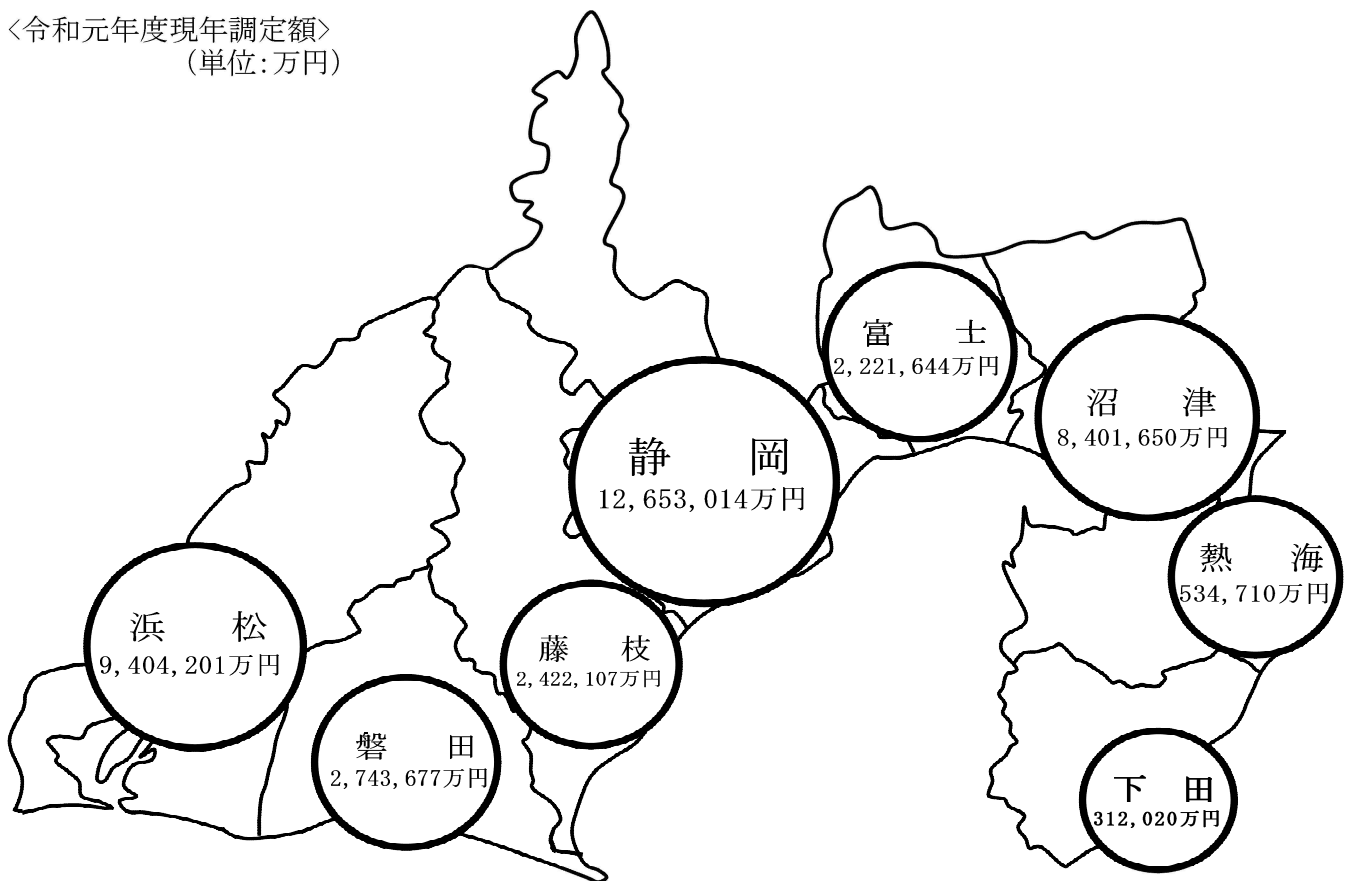 <令和元年度現年調定額>
(単位:万円)
富 士
2,221,644万円
沼 津
8,401,650万円
静 岡
12,653,014万円
熱 海
534,710万円
浜 松
9,404,201万円
藤 枝
2,422,107万円
磐 田
2,743,677万円
下 田
312,020万円